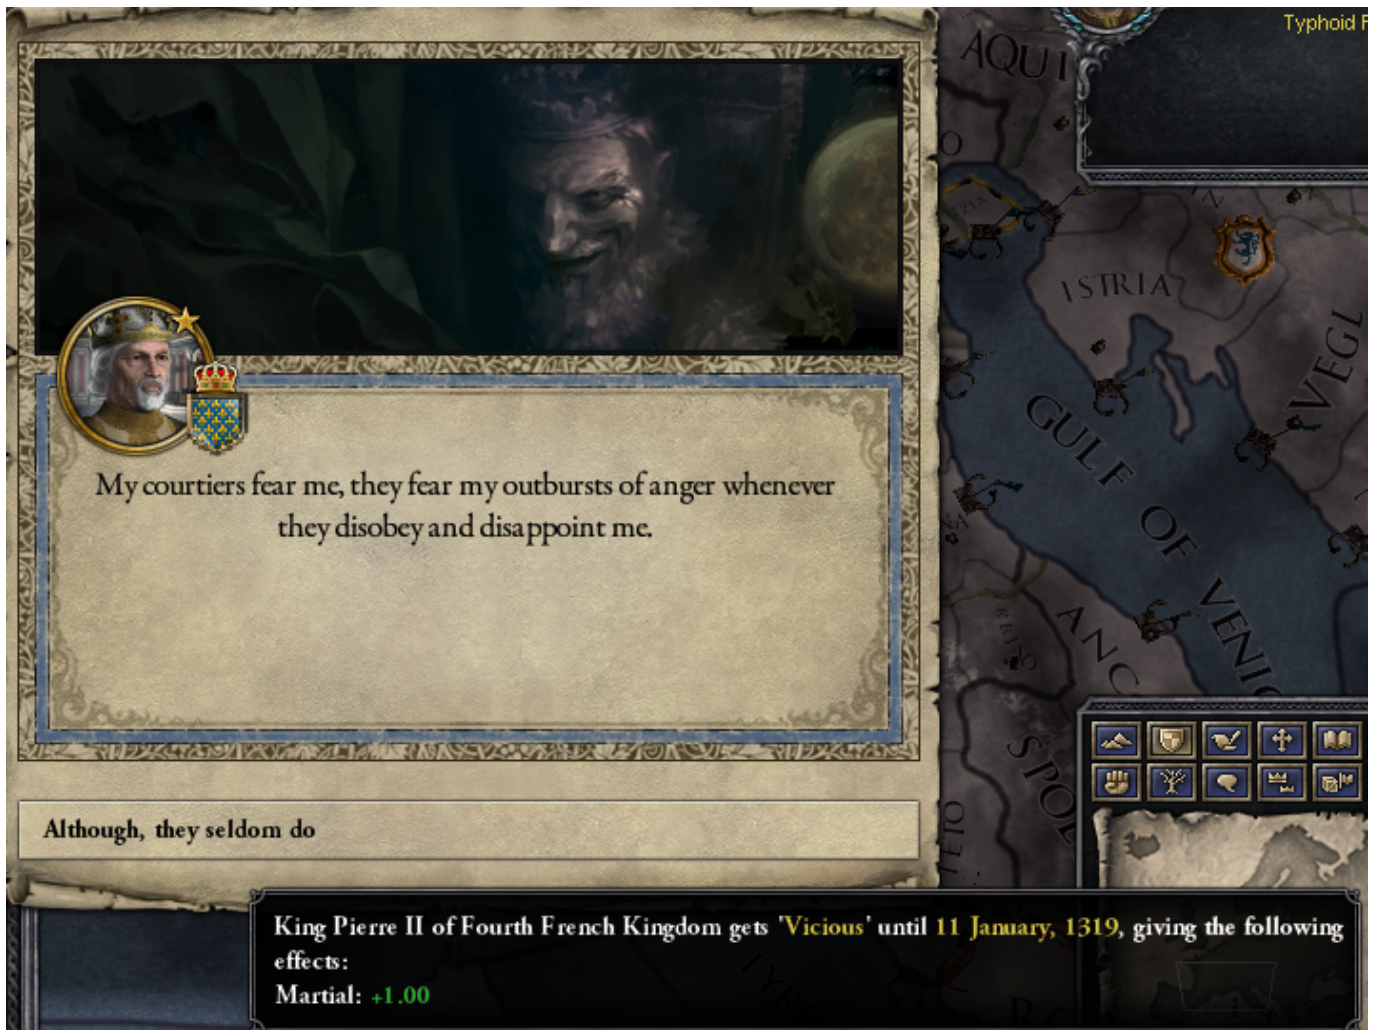 Typhoid F
AQUI
ISTRIA
VEGL
GULF OF VENIC
ANC
SPOL
ETO
My courtiers fear me, they fear my outbursts of anger whenever
they disobey and disappoint me.
Although, they seldom do
King Pierre II of Fourth French Kingdom gets 'Vicious' until 11 January, 1319, giving the following
effects:
Martial: +1.00